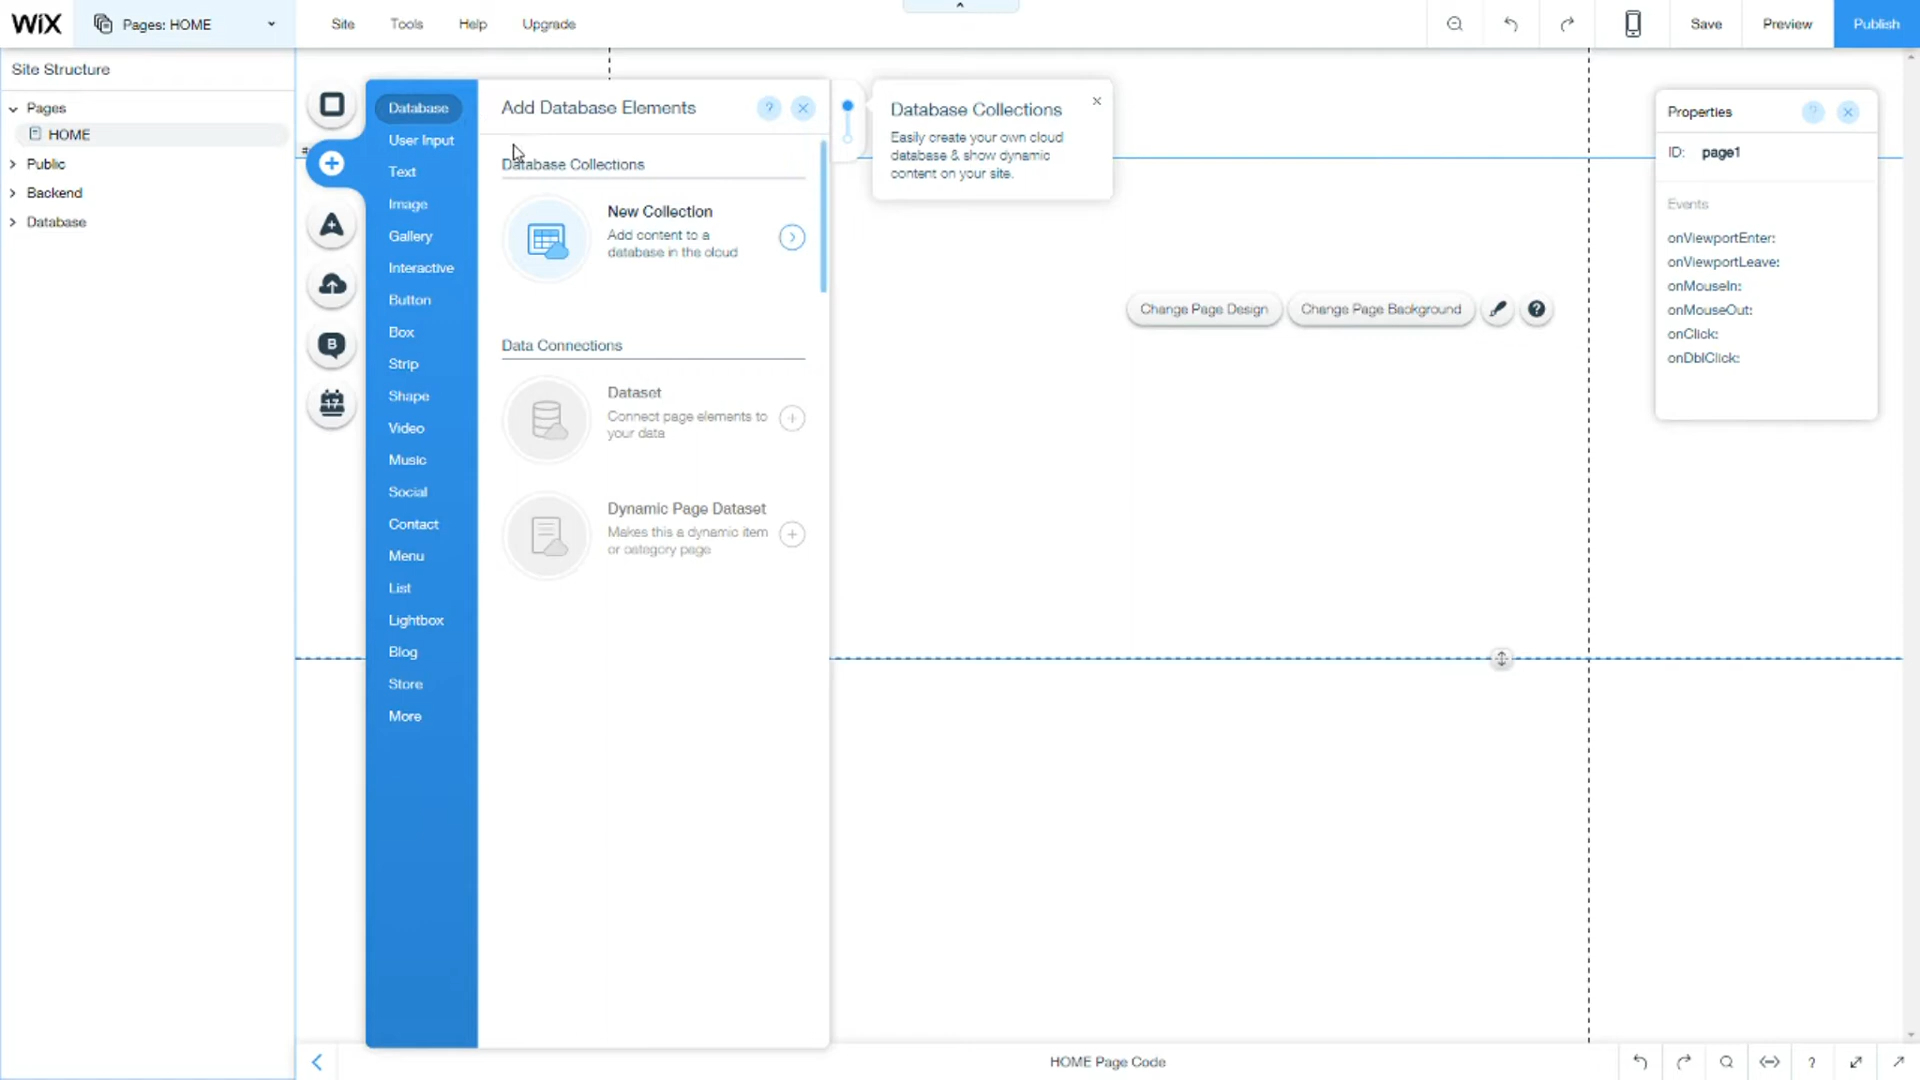 WiX
Pages: HOME
Site
Tools
Help
Upgrade
Save
Preview
Publish
Site Structure
Pages
HOME
Public
Backend
Database
Database
User Input
Text
Image
Gallery
Interactive
Button
Box
Strip
Shape
Video
Music
Social
Contact
Menu
List
Lightbox
Blog
Store
More
Add Database Elements
?
Database Collections
New Collection
Add content to a
database in the cloud
Data Connections
Dataset
Connect page elements to
your data
Dynamic Page Dataset
Makes this a dynamic item
or category page
Database Collections
Easily create your own cloud
database & show dynamic
content on your site.
Change Page Design
Change Page Background
?
Properties
?
ID: page1
Events
onViewportEnter:
onViewportLeave:
onMouseIn:
onMouseOut:
onClick:
onDblClick:
A
B
17
HOME Page Code
?